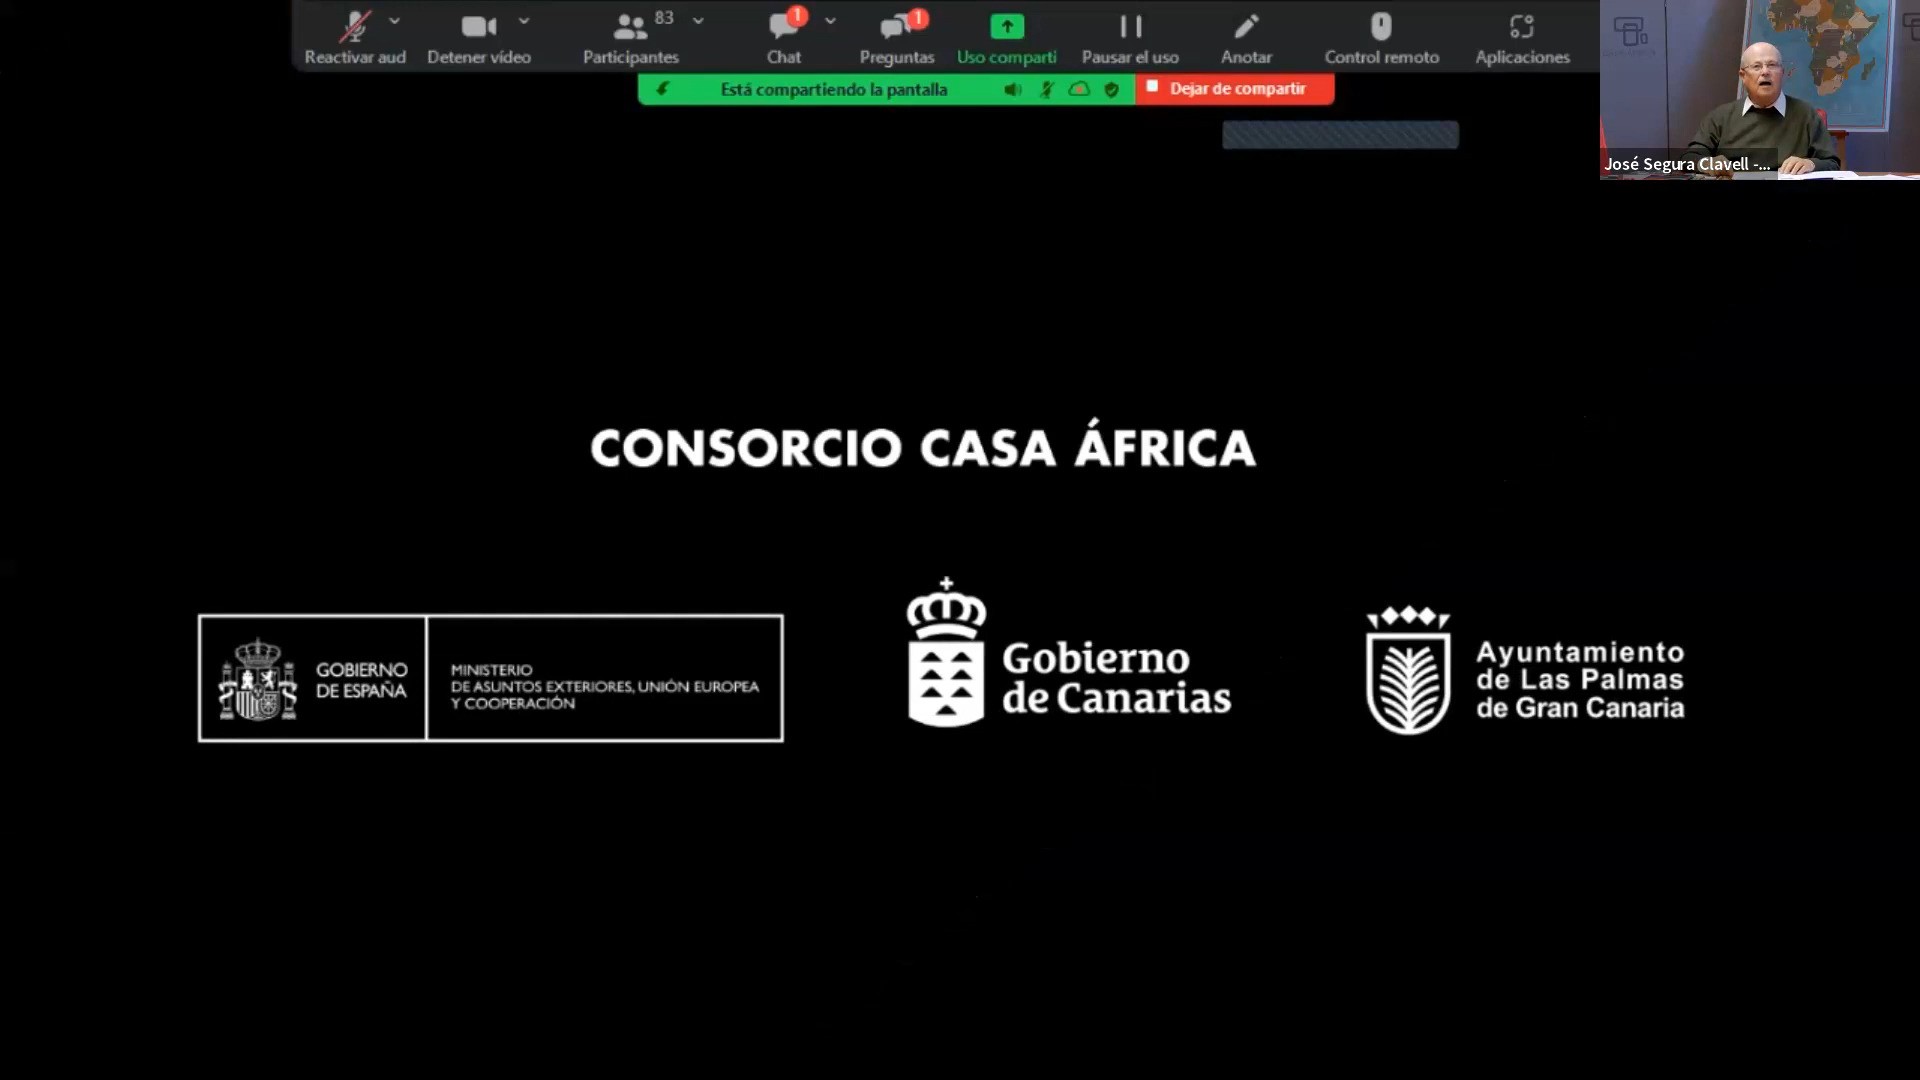 Reactivar aud
Detener vídeo
83
Participantes
1
Chat
1
Preguntas
Uso comparti
Pausar el uso
Anotar
Control remoto
Aplicaciones
Está compartiendo la pantalla
Dejar de compartir
José Segura Clavell -...
CONSORCIO CASA ÁFRICA
GOBIERNO
DE ESPAÑA
MINISTERIO
DE ASUNTOS EXTERIORES, UNIÓN EUROPEA
Y COOPERACIÓN
Gobierno
de Canarias
Ayuntamiento
de Las Palmas
de Gran Canaria